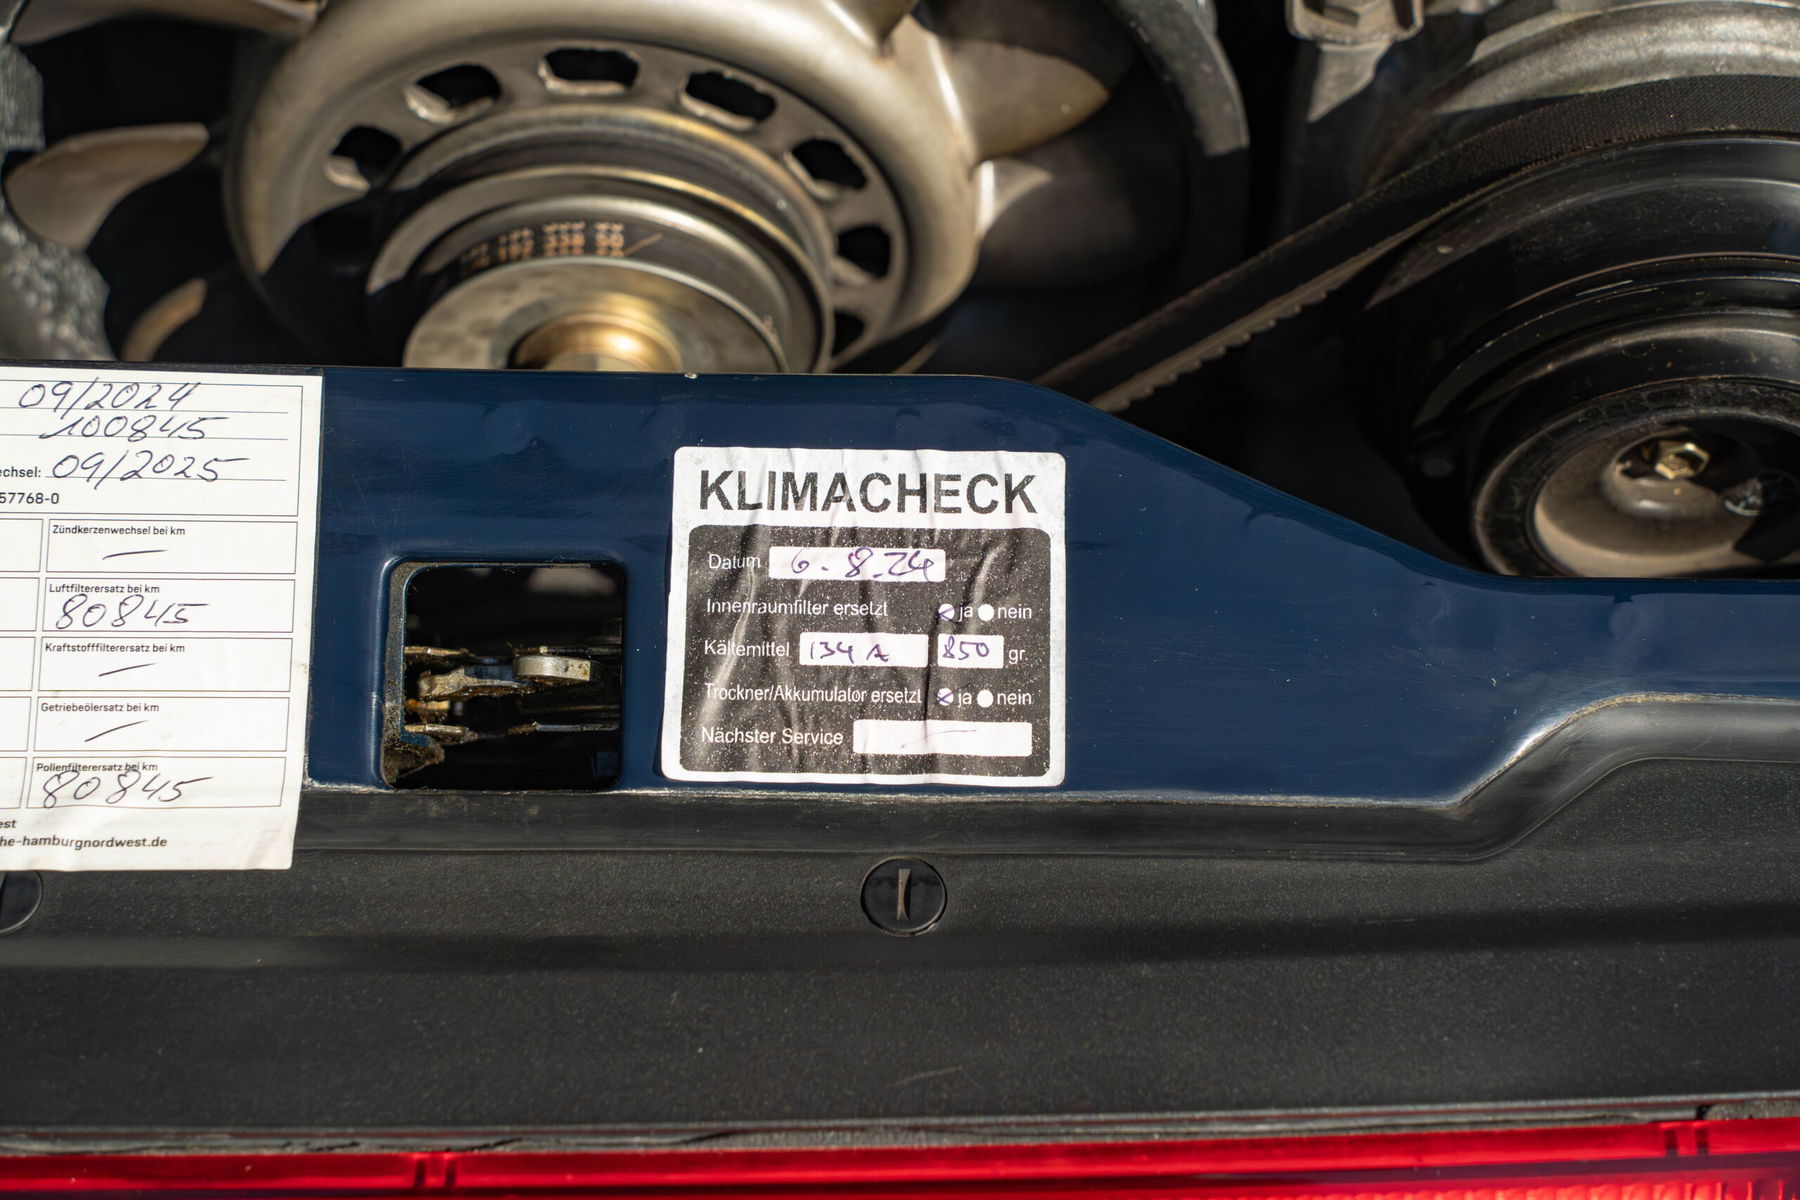 09/2024
100845
echsel: 09/2025
57768-0
Zündkerzenwechsel bei km
—
Luftfilterersatz bei km
80845
Kraftstofffilterersatz bei km
—
Getriebeölersatz bei km
—
Pollenfilterersatz bei km
80845
est
he-hamburgnordwest.de
KLIMACHECK
Datum 6.8.24
Innenraumfilter ersetzt ja nein
Kältemittel 134 A 850 gr.
Trockner/Akkumulator ersetzt ja nein
Nächster Service —